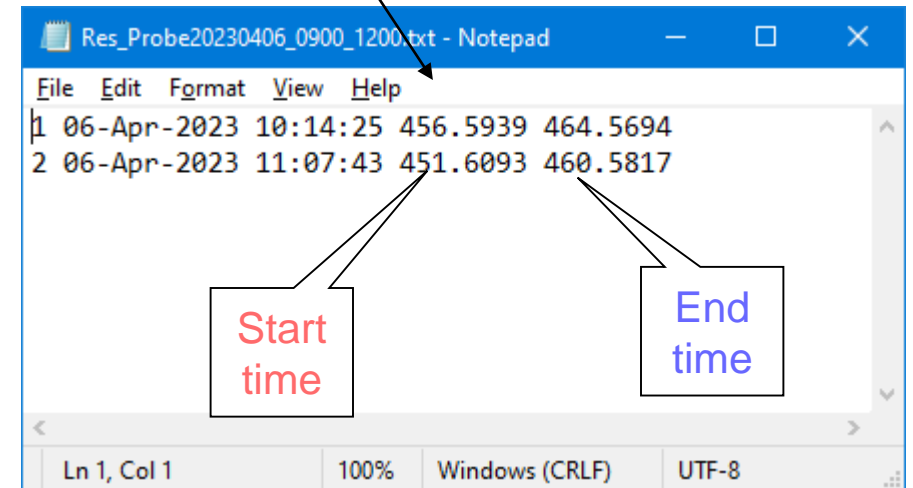 Res_Probe20230406_0900_1200.txt - Notepad
File Edit Format View Help
1 06-Apr-2023 10:14:25 456.5939 464.5694
2 06-Apr-2023 11:07:43 451.6093 460.5817
Start
time
End
time
Ln 1, Col 1 100% Windows (CRLF) UTF-8